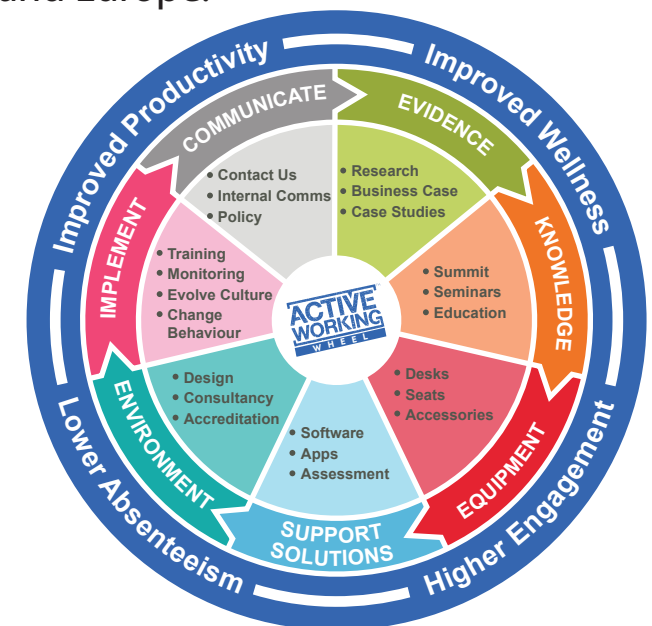 and Europe.
Improved Productivity
Improved Wellness
Higher Engagement
Lower Absenteeism
COMMUNICATE
• Contact Us
• Internal Comms
• Policy
EVIDENCE
• Research
• Business Case
• Case Studies
KNOWLEDGE
• Summit
• Seminars
• Education
EQUIPMENT
• Desks
• Seats
• Accessories
SUPPORT
SOLUTIONS
• Software
• Apps
• Assessment
ENVIRONMENT
• Design
• Consultancy
• Accreditation
IMPLEMENT
• Training
• Monitoring
• Evolve Culture
• Change
Behaviour
ACTIVE
WORKING
WHEEL